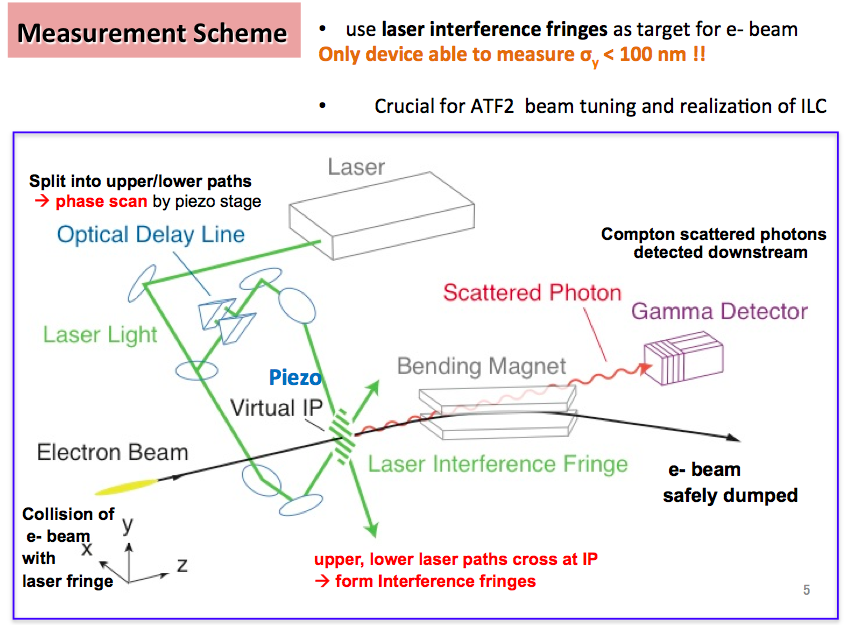 Measurement Scheme
• use laser interference fringes as target for e- beam
Only device able to measure σy < 100 nm !!
• Crucial for ATF2 beam tuning and realization of ILC
Laser
Split into upper/lower paths
→ phase scan by piezo stage
Optical Delay Line
Compton scattered photons
detected downstream
Scattered Photon
Gamma Detector
Laser Light
Bending Magnet
Piezo
Virtual IP
Electron Beam
Laser Interference Fringe
e- beam
safely dumped
Collision of
e- beam
with
laser fringe
y
x
z
upper, lower laser paths cross at IP
→ form Interference fringes
5